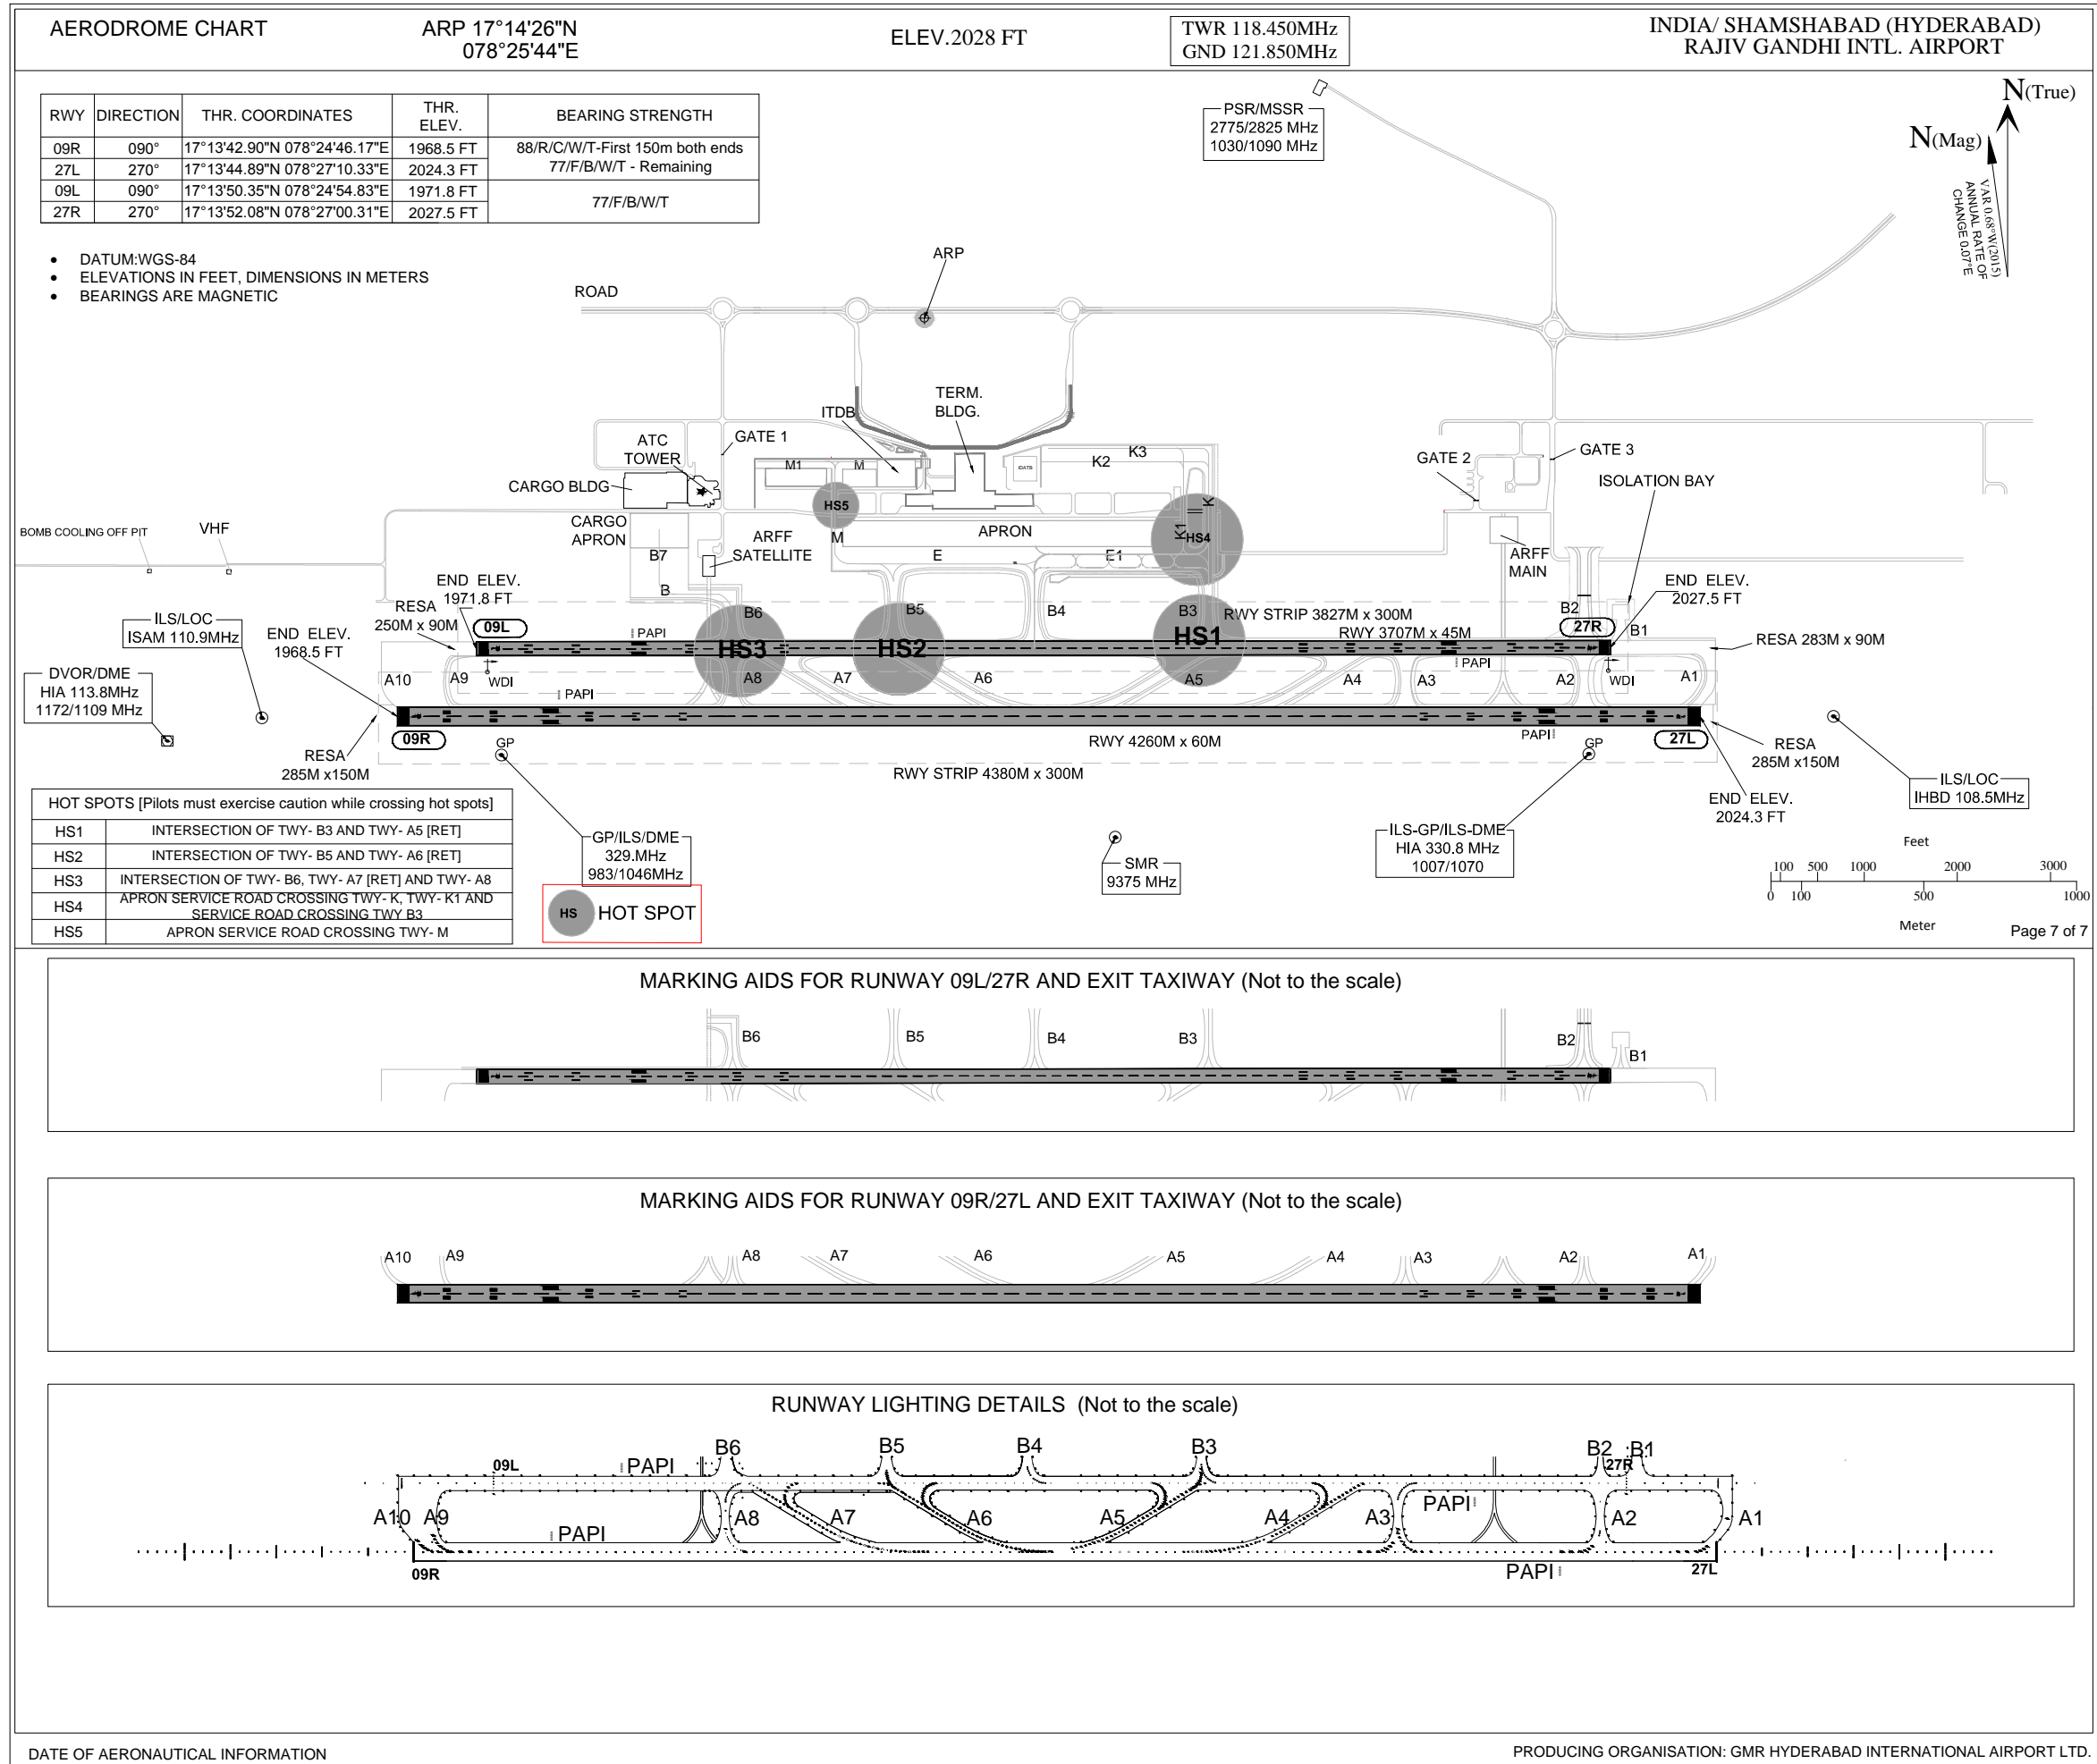 AERODROME CHART
ARP 17°14'26"N
078°25'44"E
ELEV.2028 FT
TWR 118.450MHz
GND 121.850MHz
INDIA/ SHAMSHABAD (HYDERABAD)
RAJIV GANDHI INTL. AIRPORT
RWY DIRECTION THR. COORDINATES THR. ELEV. BEARING STRENGTH
09R 090° 17°13'42.90"N 078°24'46.17"E 1968.5 FT 88/R/C/W/T-First 150m both ends
27L 270° 17°13'44.89"N 078°27'10.33"E 2024.3 FT 77/F/B/W/T - Remaining
09L 090° 17°13'50.35"N 078°24'54.83"E 1971.8 FT 77/F/B/W/T
27R 270° 17°13'52.08"N 078°27'00.31"E 2027.5 FT
• DATUM:WGS-84
• ELEVATIONS IN FEET, DIMENSIONS IN METERS
• BEARINGS ARE MAGNETIC
PSR/MSSR
2775/2825 MHz
1030/1090 MHz
N(True)
N(Mag)
VAR 0.68°W(2015)
ANNUAL RATE OF
CHANGE 0.07°E
ARP
ROAD
ITDB
TERM.
BLDG.
ATC
TOWER
GATE 1
M1
M
K2
K3
GATE 2
GATE 3
ISOLATION BAY
CARGO BLDG
HS5
K
K1
HS4
BOMB COOLING OFF PIT
VHF
CARGO
APRON
ARFF
SATELLITE
M
APRON
E
E1
ARFF
MAIN
B7
B
END ELEV.
1971.8 FT
END ELEV.
2027.5 FT
RESA
250M x 90M
ILS/LOC
ISAM 110.9MHz
END ELEV.
1968.5 FT
09L
PAPI
B6
B5
B4
B3
B2
B1
RWY STRIP 3827M x 300M
RWY 3707M x 45M
27R
HS3
HS2
HS1
PAPI
RESA 283M x 90M
DVOR/DME
HIA 113.8MHz
1172/1109 MHz
A10
A9
WDI
PAPI
A8
A7
A6
A5
A4
A3
A2
WDI
A1
09R
GP
RWY 4260M x 60M
PAPI
GP
27L
RESA
285M x150M
RESA
285M x150M
RWY STRIP 4380M x 300M
ILS/LOC
IHBD 108.5MHz
END ELEV.
2024.3 FT
HOT SPOTS [Pilots must exercise caution while crossing hot spots]
HS1 INTERSECTION OF TWY- B3 AND TWY- A5 [RET]
HS2 INTERSECTION OF TWY- B5 AND TWY- A6 [RET]
HS3 INTERSECTION OF TWY- B6, TWY- A7 [RET] AND TWY- A8
HS4 APRON SERVICE ROAD CROSSING TWY- K, TWY- K1 AND
SERVICE ROAD CROSSING TWY B3
HS5 APRON SERVICE ROAD CROSSING TWY- M
GP/ILS/DME
329.MHz
983/1046MHz
HS HOT SPOT
SMR
9375 MHz
ILS-GP/ILS-DME
HIA 330.8 MHz
1007/1070
Feet
100 500 1000 2000 3000
0 100 500 1000
Meter
Page 7 of 7
MARKING AIDS FOR RUNWAY 09L/27R AND EXIT TAXIWAY (Not to the scale)
B6 B5 B4 B3 B2 B1
MARKING AIDS FOR RUNWAY 09R/27L AND EXIT TAXIWAY (Not to the scale)
A10 A9 A8 A7 A6 A5 A4 A3 A2 A1
RUNWAY LIGHTING DETAILS (Not to the scale)
B6 B5 B4 B3 B2 B1
09L PAPI 27R
PAPI
A10 A9 A8 A7 A6 A5 A4 A3 A2 A1
PAPI
09R PAPI 27L
DATE OF AERONAUTICAL INFORMATION
PRODUCING ORGANISATION: GMR HYDERABAD INTERNATIONAL AIRPORT LTD.